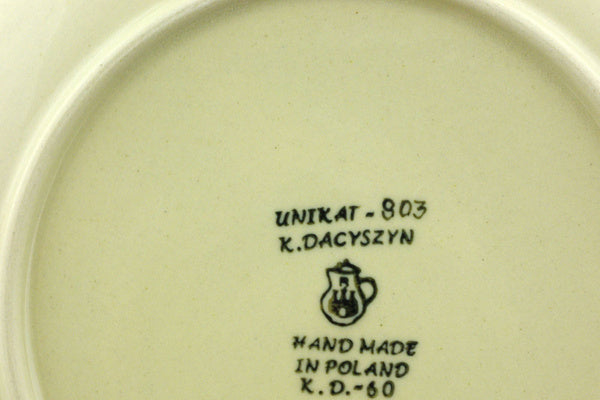 UNIKAT - 803
K. DACYSZYN
HAND MADE
IN POLAND
K. D.-60